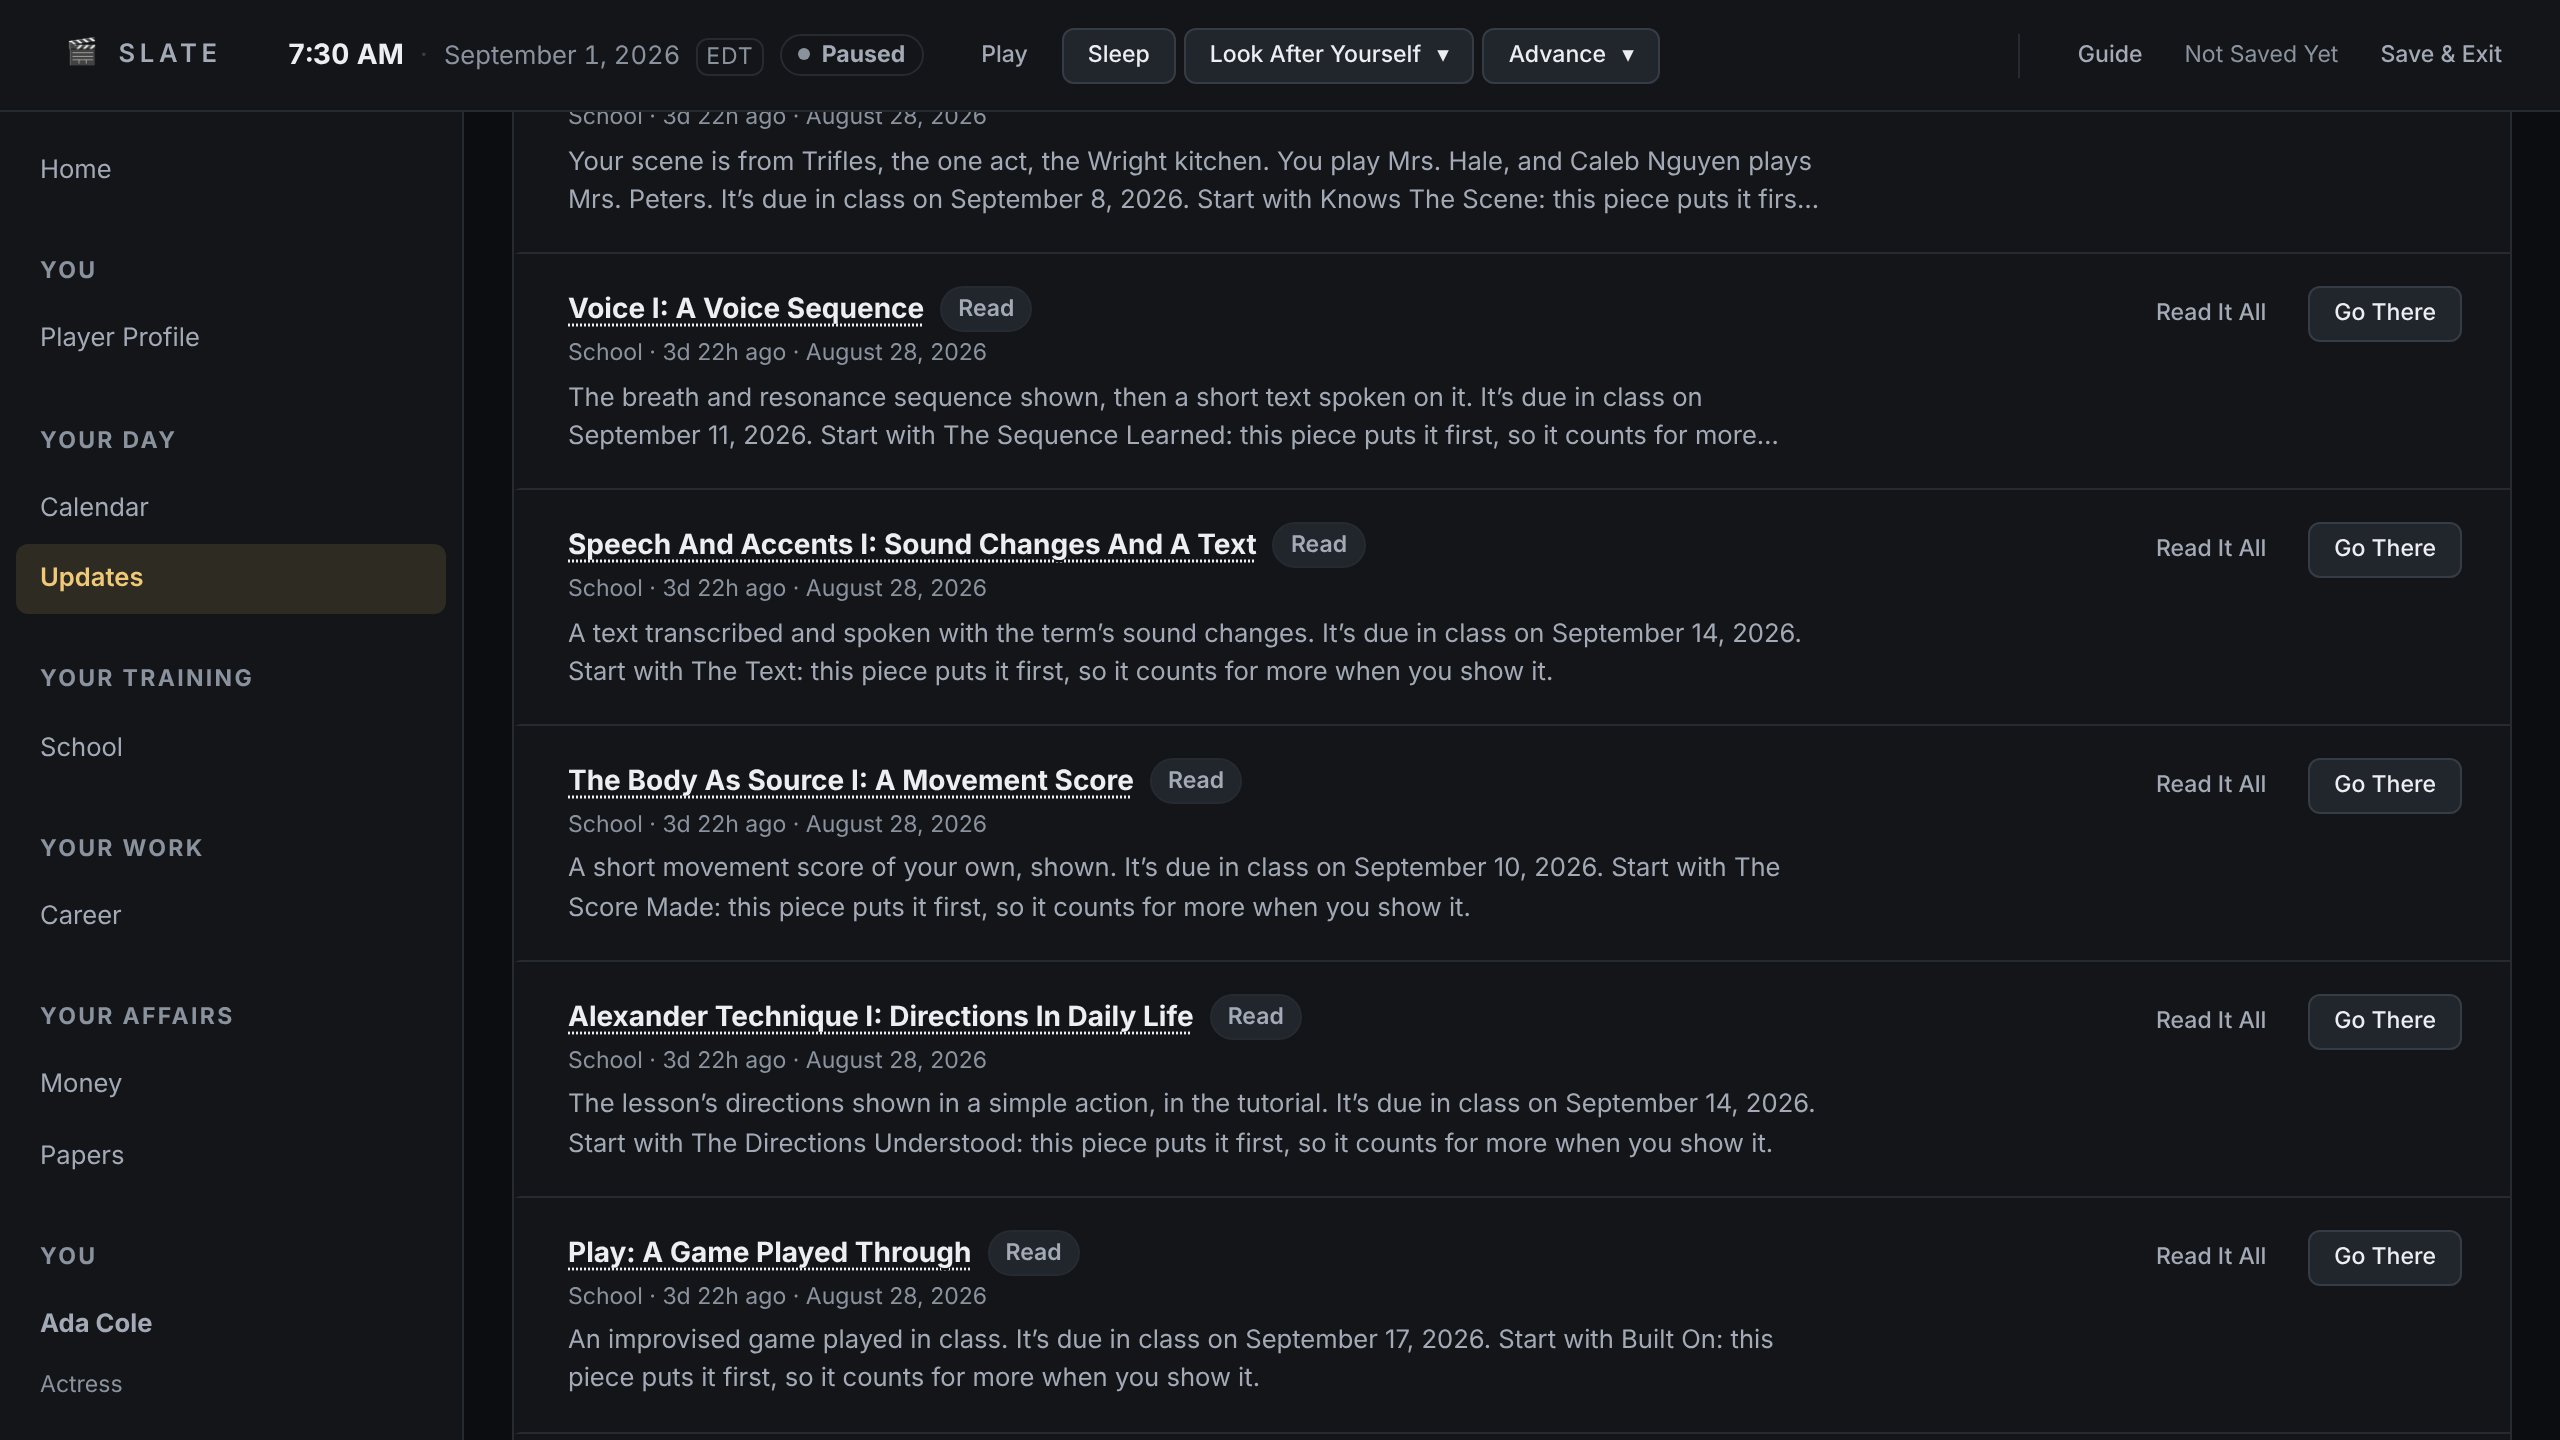 SLATE
7:30 AM · September 1, 2026 EDT Paused Play Sleep Look After Yourself ▾ Advance ▾ Guide Not Saved Yet Save & Exit
Home
YOU
Player Profile
YOUR DAY
Calendar
Updates
YOUR TRAINING
School
YOUR WORK
Career
YOUR AFFAIRS
Money
Papers
YOU
Ada Cole
Actress
School · 3d 22h ago · August 28, 2026
Your scene is from Trifles, the one act, the Wright kitchen. You play Mrs. Hale, and Caleb Nguyen plays
Mrs. Peters. It’s due in class on September 8, 2026. Start with Knows The Scene: this piece puts it firs…
Voice I: A Voice Sequence Read Read It All Go There
School · 3d 22h ago · August 28, 2026
The breath and resonance sequence shown, then a short text spoken on it. It’s due in class on
September 11, 2026. Start with The Sequence Learned: this piece puts it first, so it counts for more…
Speech And Accents I: Sound Changes And A Text Read Read It All Go There
School · 3d 22h ago · August 28, 2026
A text transcribed and spoken with the term’s sound changes. It’s due in class on September 14, 2026.
Start with The Text: this piece puts it first, so it counts for more when you show it.
The Body As Source I: A Movement Score Read Read It All Go There
School · 3d 22h ago · August 28, 2026
A short movement score of your own, shown. It’s due in class on September 10, 2026. Start with The
Score Made: this piece puts it first, so it counts for more when you show it.
Alexander Technique I: Directions In Daily Life Read Read It All Go There
School · 3d 22h ago · August 28, 2026
The lesson’s directions shown in a simple action, in the tutorial. It’s due in class on September 14, 2026.
Start with The Directions Understood: this piece puts it first, so it counts for more when you show it.
Play: A Game Played Through Read Read It All Go There
School · 3d 22h ago · August 28, 2026
An improvised game played in class. It’s due in class on September 17, 2026. Start with Built On: this
piece puts it first, so it counts for more when you show it.